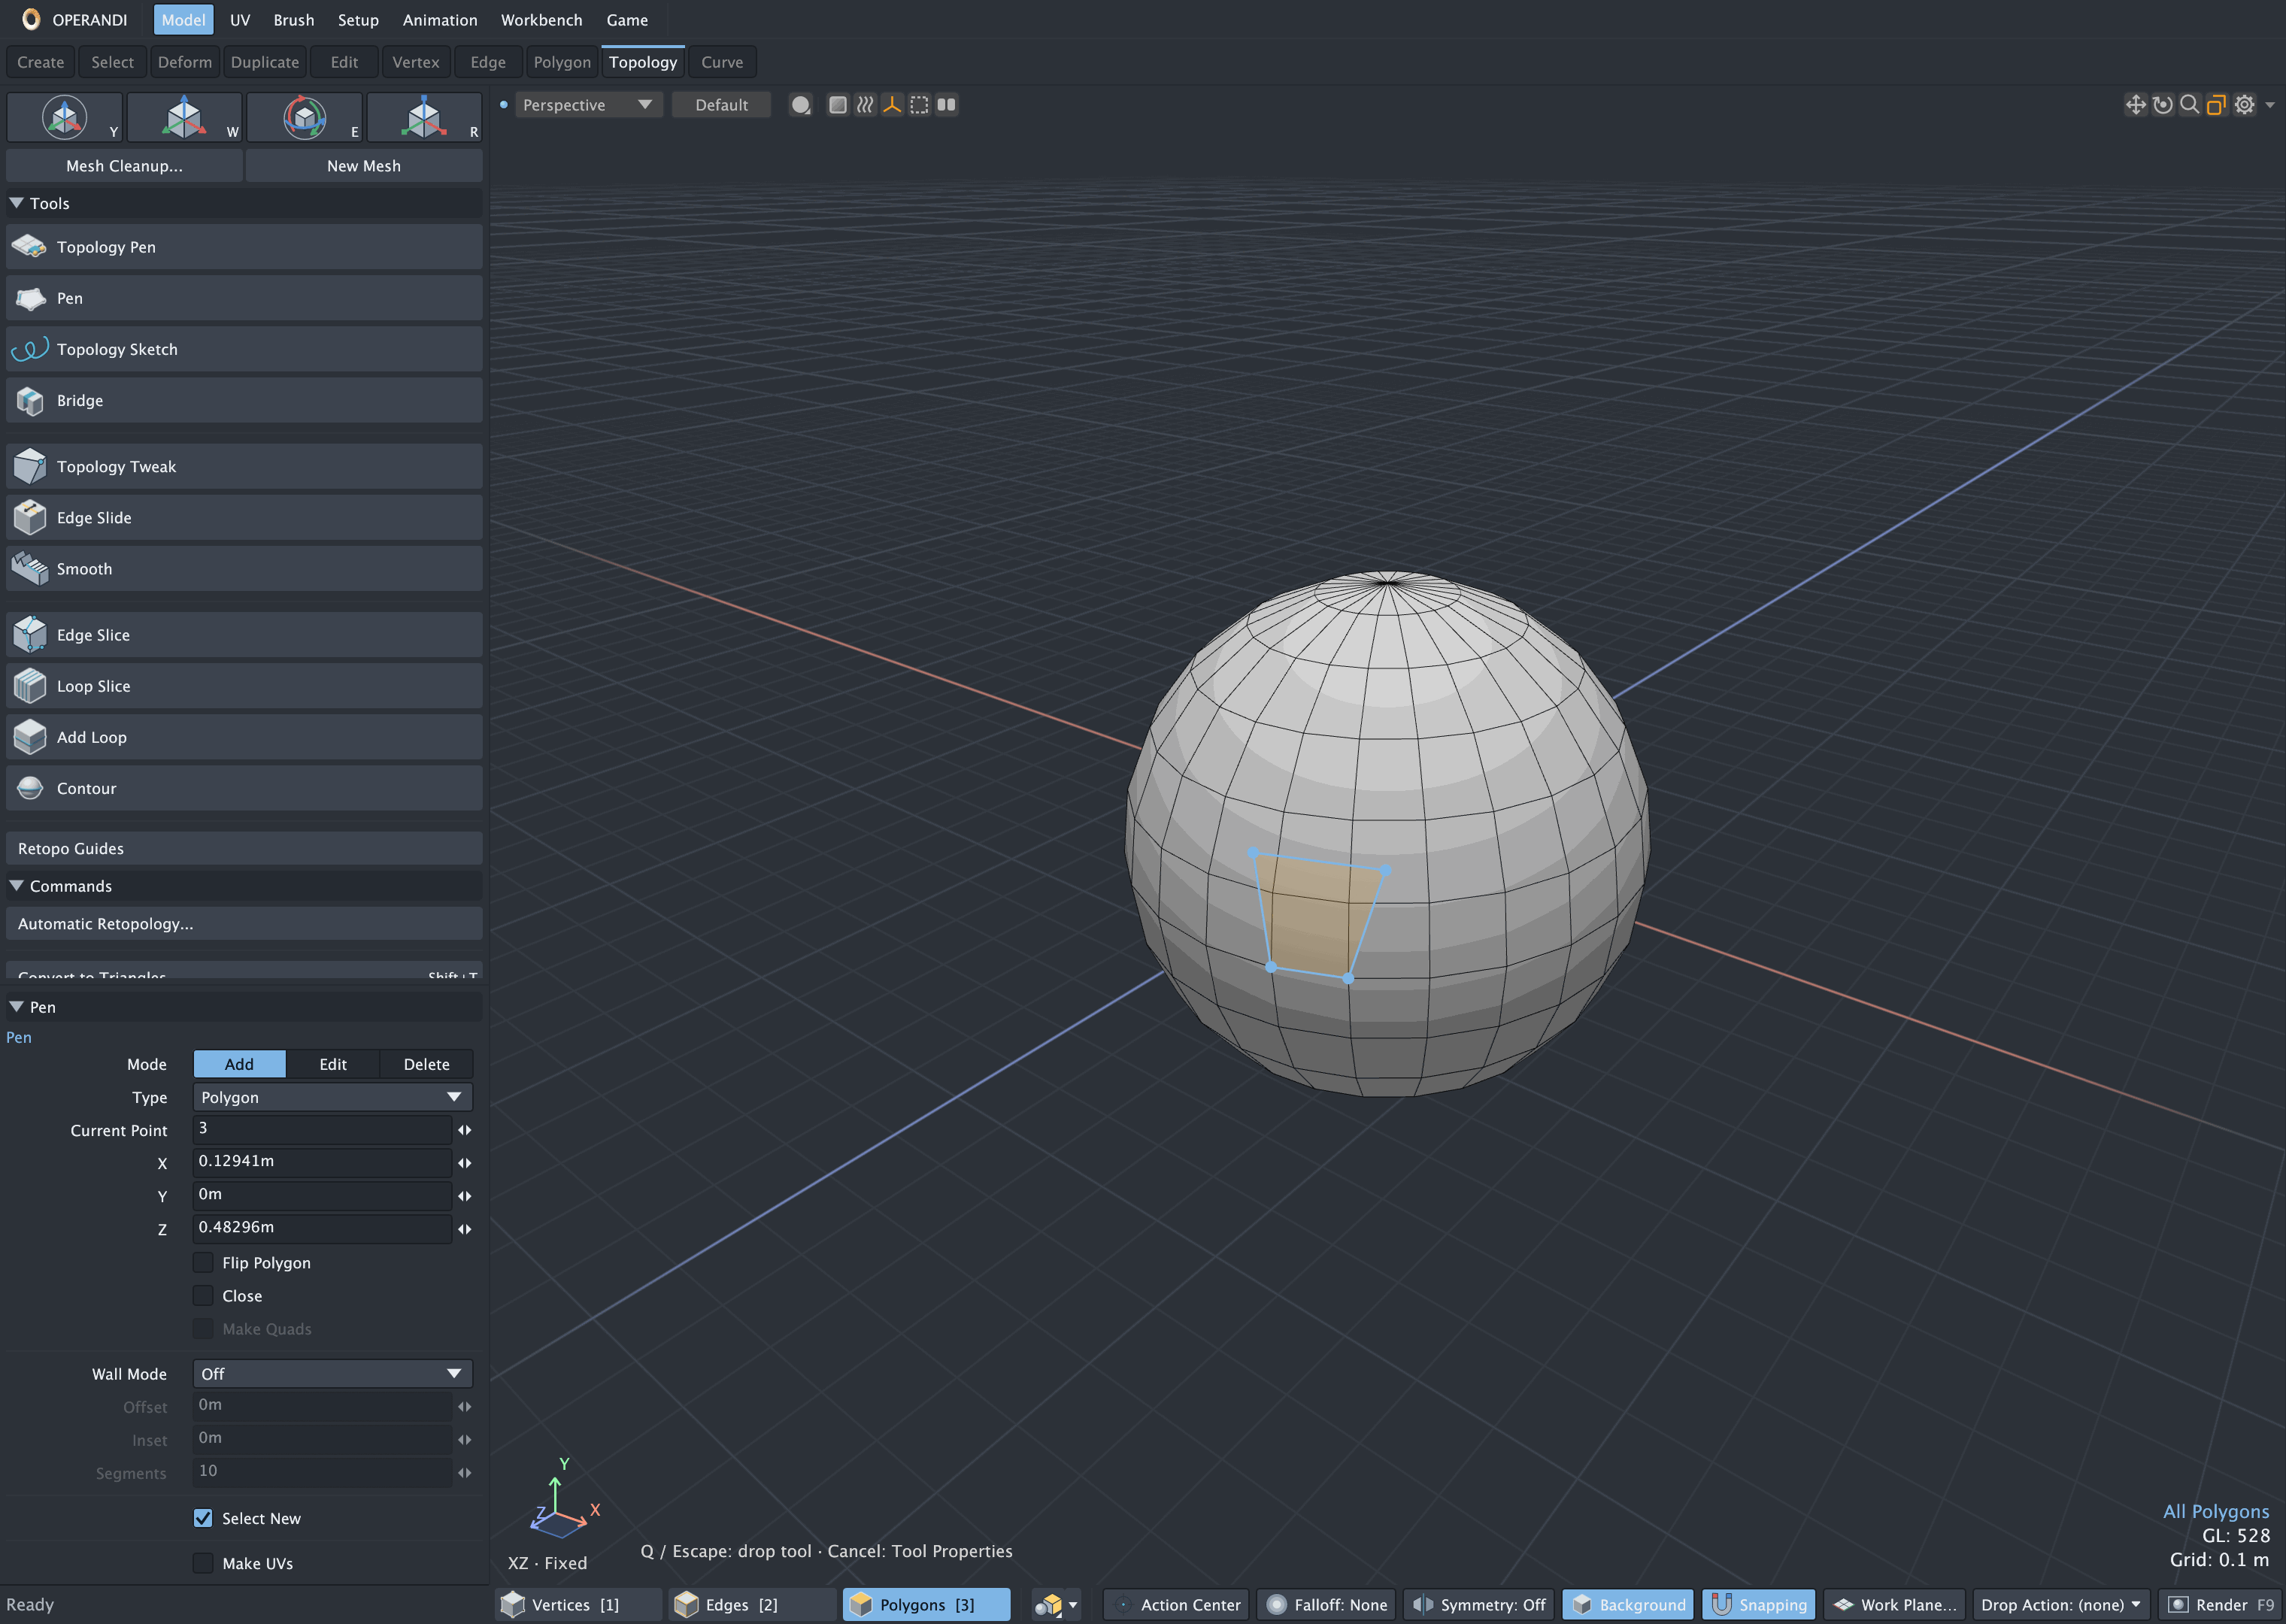 OPERANDI Model UV Brush Setup Animation Workbench Game
Create Select Deform Duplicate Edit Vertex Edge Polygon Topology Curve
Y W E R
Perspective Default
Mesh Cleanup... New Mesh
Tools
Topology Pen
Pen
Topology Sketch
Bridge
Topology Tweak
Edge Slide
Smooth
Edge Slice
Loop Slice
Add Loop
Contour
Retopo Guides
Commands
Automatic Retopology...
Convert to Triangles Shift+T
Pen
Pen
Mode Add Edit Delete
Type Polygon
Current Point 3
X 0.12941m
Y 0m
Z 0.48296m
Flip Polygon
Close
Make Quads
Wall Mode Off
Offset 0m
Inset 0m
Segments 10
Select New
Make UVs
Y
Z X
XZ · Fixed
Q / Escape: drop tool · Cancel: Tool Properties
All Polygons
GL: 528
Grid: 0.1 m
Ready Vertices [1] Edges [2] Polygons [3] Action Center Falloff: None Symmetry: Off Background Snapping Work Plane... Drop Action: (none) Render F9